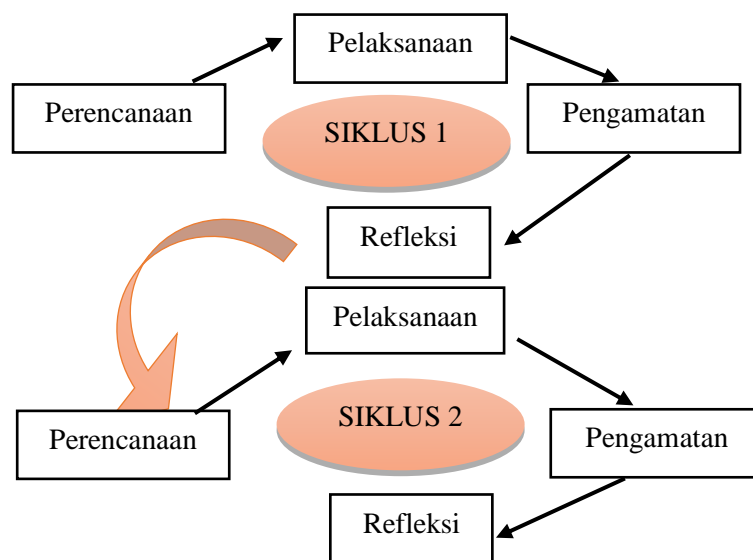 Pelaksanaan
Perencanaan
Pengamatan
SIKLUS 1
Refleksi
Pelaksanaan
Perencanaan
SIKLUS 2
Pengamatan
Refleksi